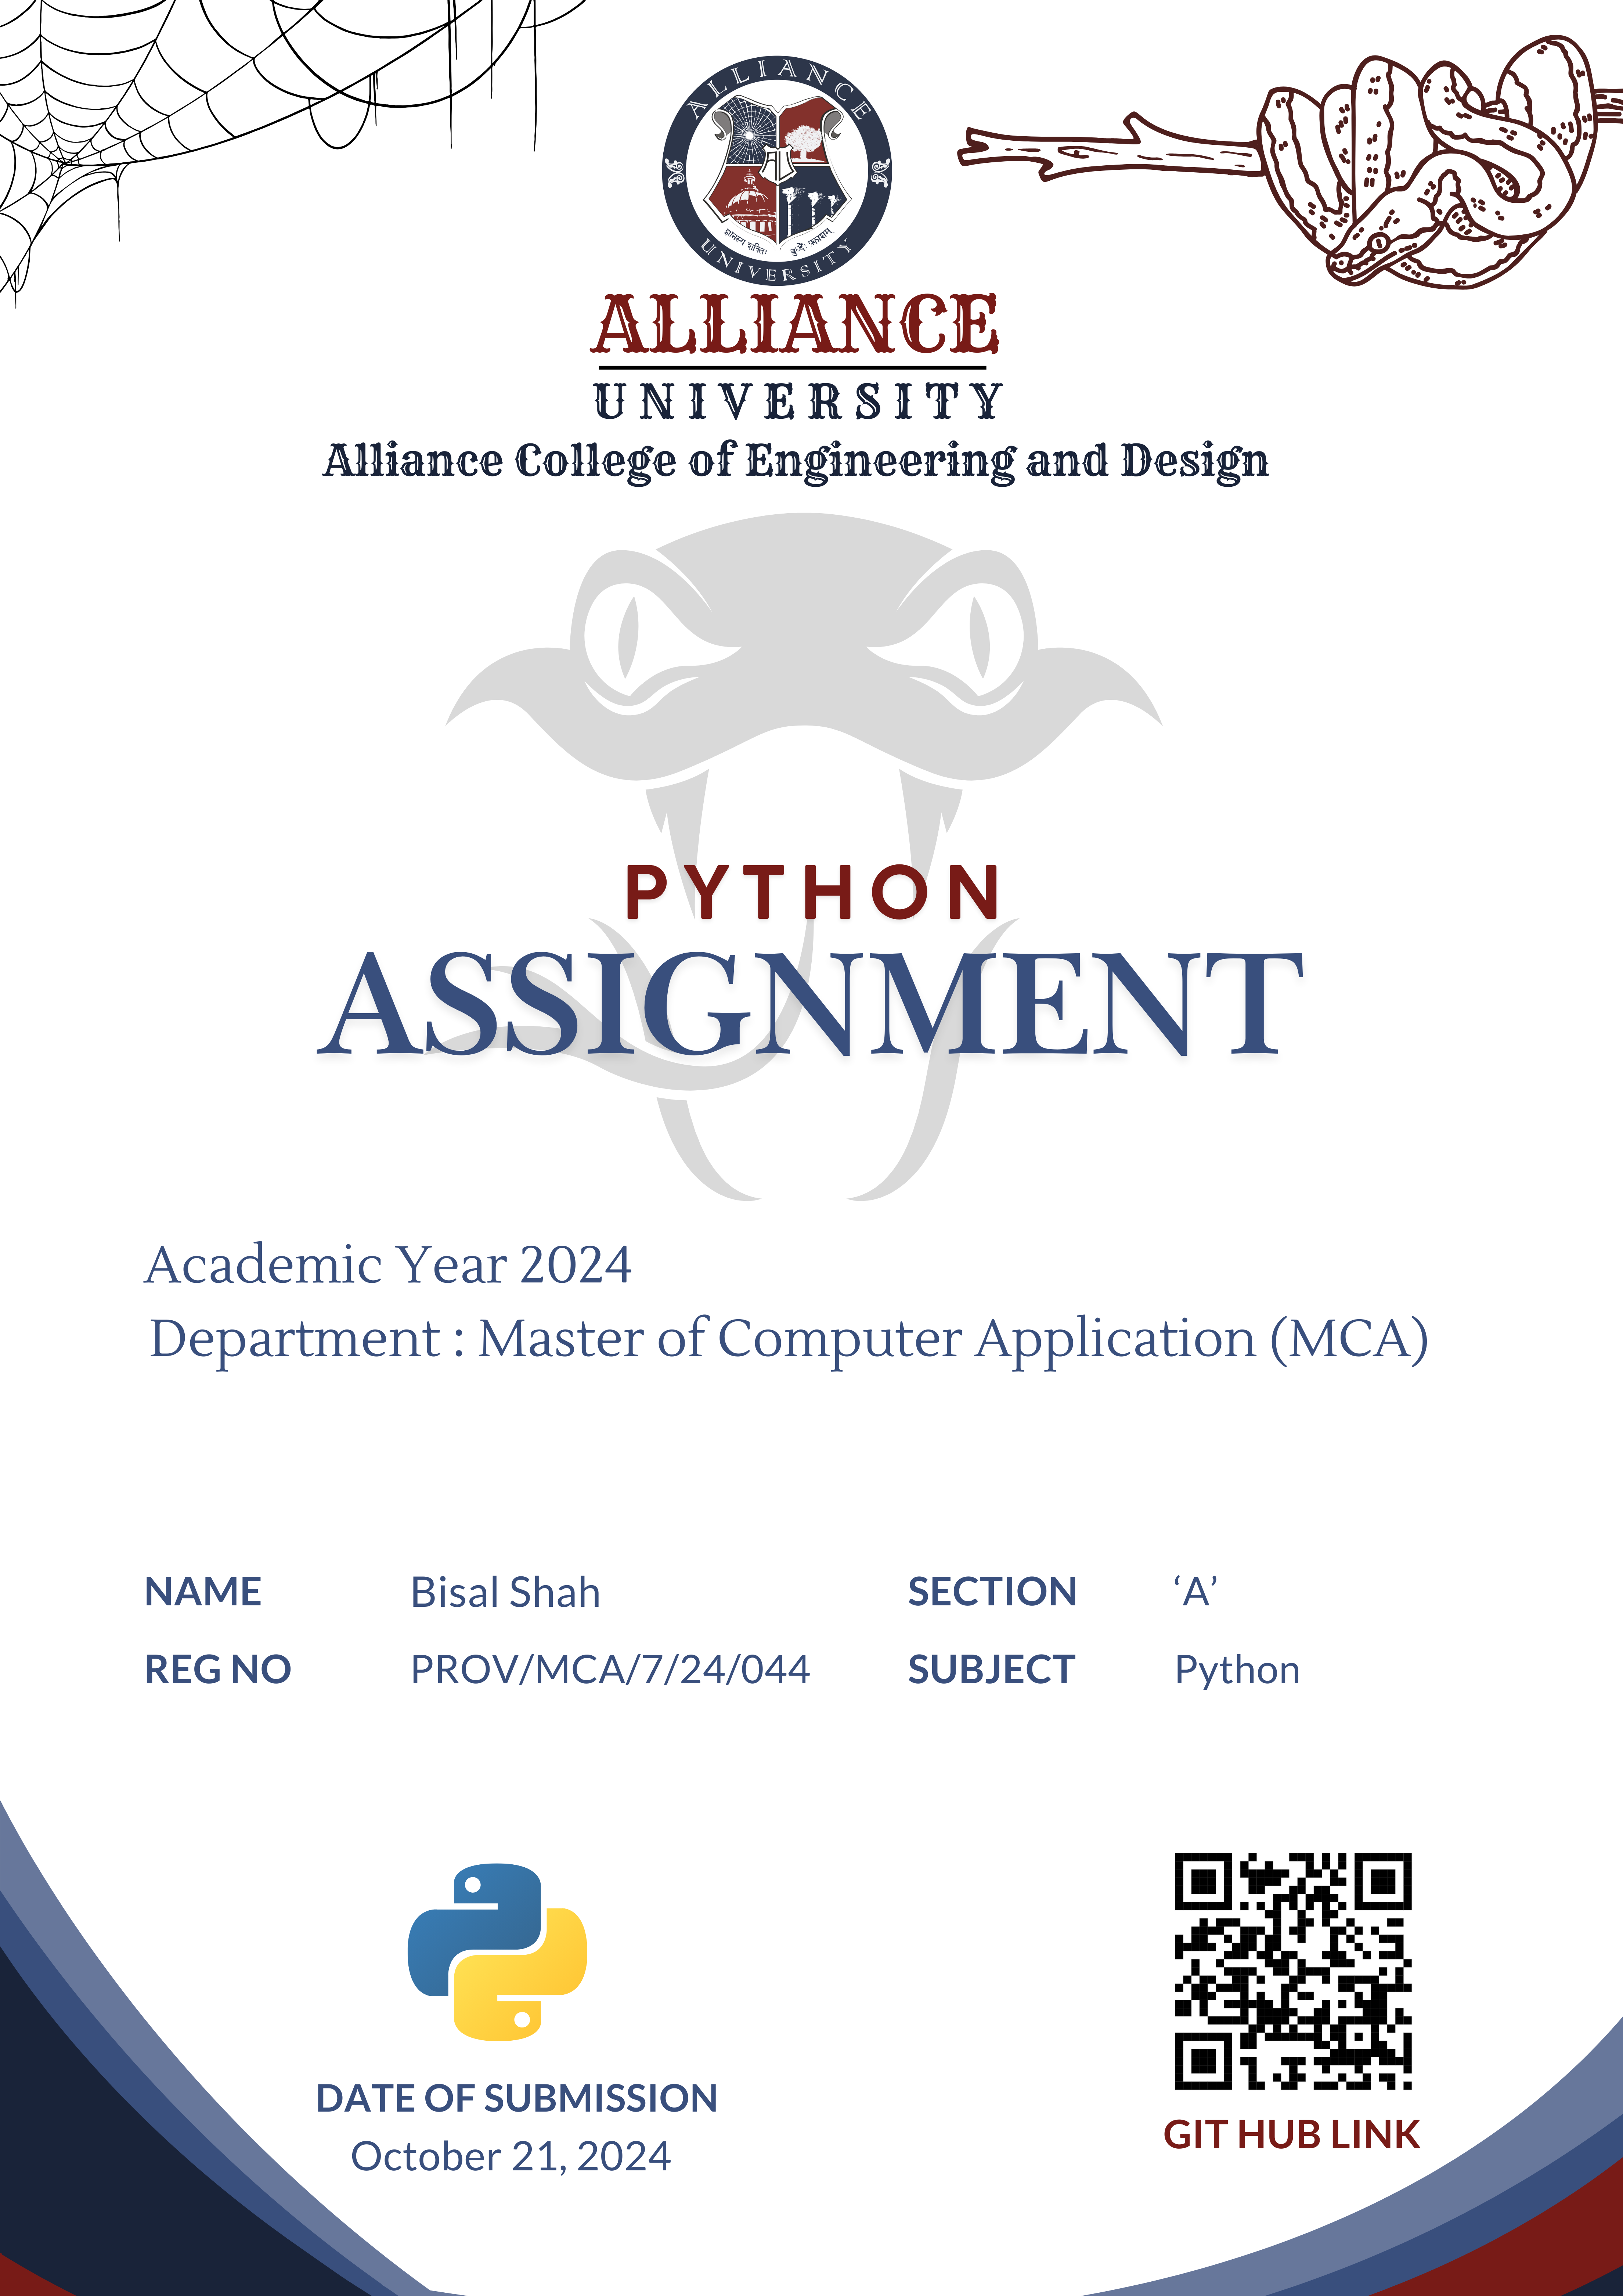 ALLIANCE
UNIVERSITY
ALLIANCE
UNIVERSITY
Alliance College of Engineering and Design
PYTHON
ASSIGNMENT
Academic Year 2024
Department : Master of Computer Application (MCA)
NAME Bisal Shah SECTION ‘A’
REG NO PROV/MCA/7/24/044 SUBJECT Python
DATE OF SUBMISSION
October 21, 2024
GIT HUB LINK